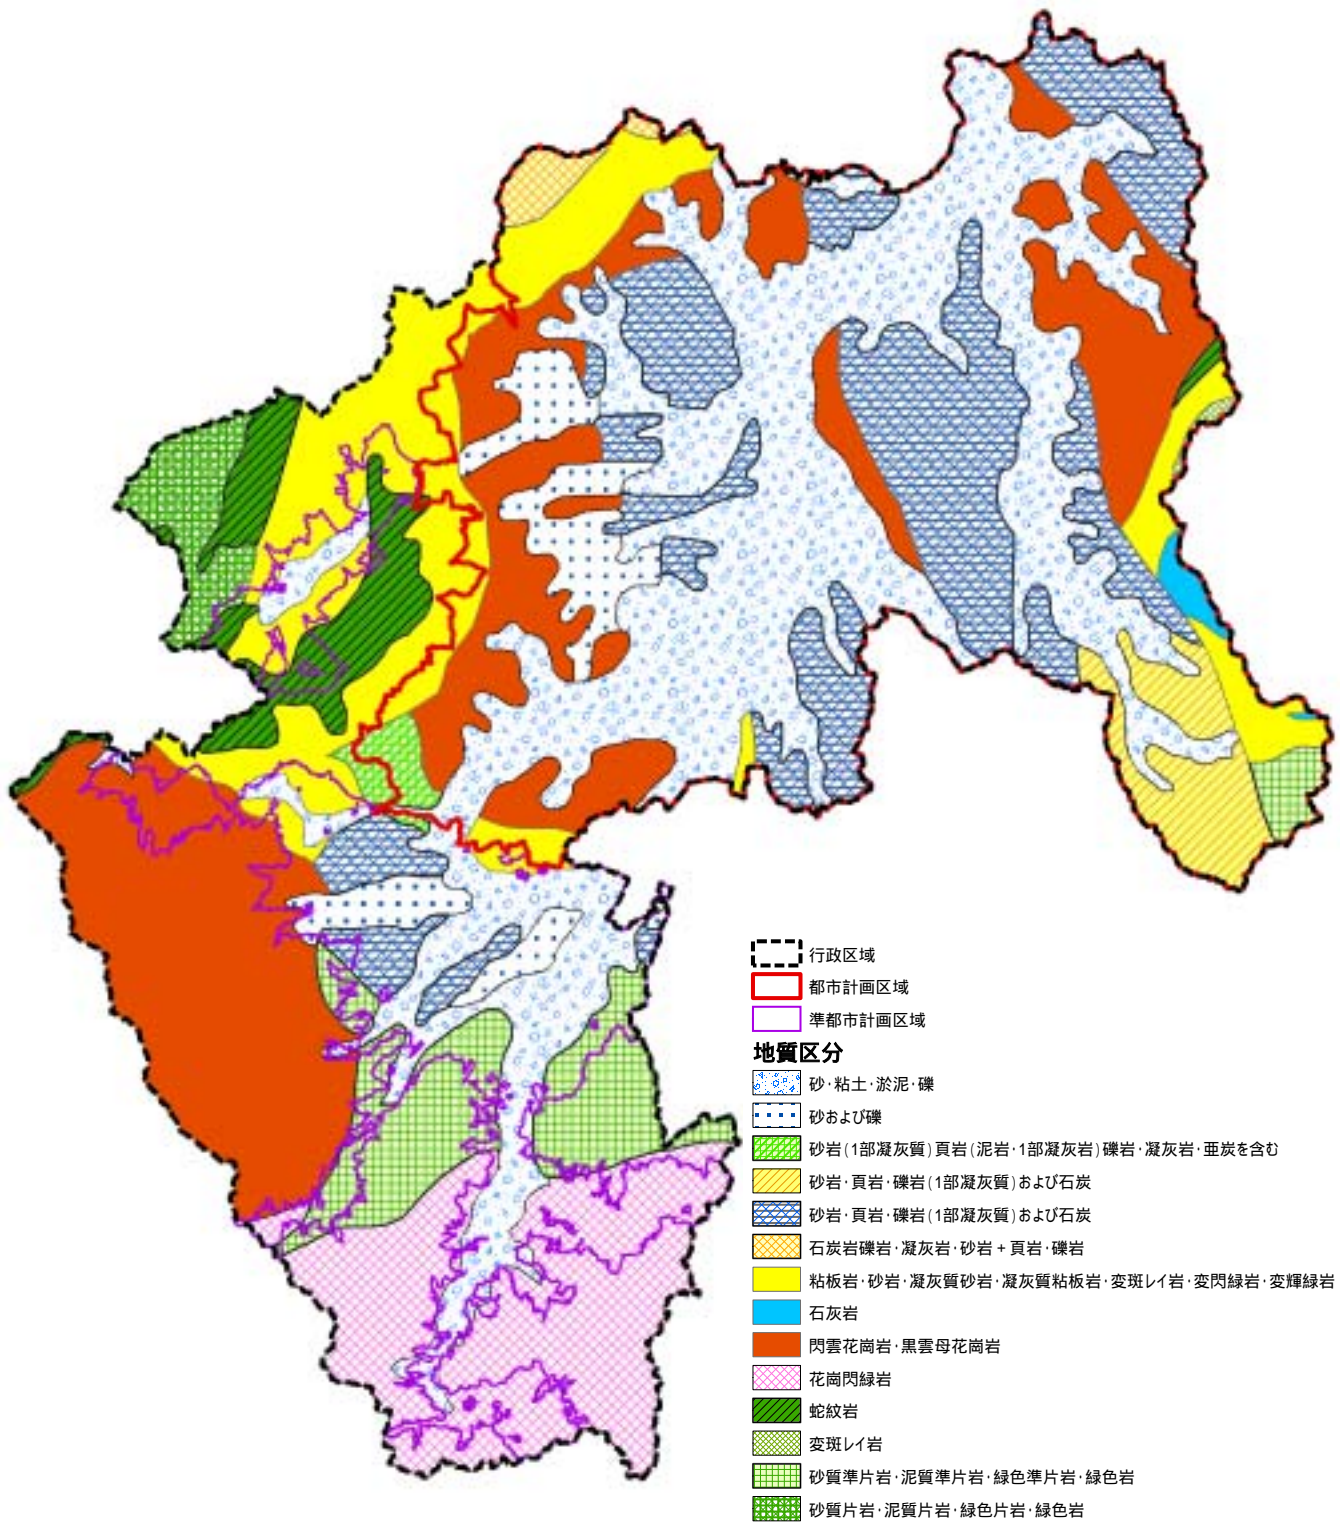 行政区域
都市計画区域
準都市計画区域
地質区分
砂・粘土・淤泥・礫
砂および礫
砂岩(1部凝灰質)頁岩(泥岩・1部凝灰岩)礫岩・凝灰岩・亜炭を含む
砂岩・頁岩・礫岩(1部凝灰質)および石炭
砂岩・頁岩・礫岩(1部凝灰質)および石炭
石炭岩礫岩・凝灰岩・砂岩+頁岩・礫岩
粘板岩・砂岩・凝灰質砂岩・凝灰質粘板岩・変斑レイ岩・変閃緑岩・変輝緑岩
石灰岩
閃雲花崗岩・黒雲母花崗岩
花崗閃緑岩
蛇紋岩
変斑レイ岩
砂質準片岩・泥質準片岩・緑色準片岩・緑色岩
砂質片岩・泥質片岩・緑色片岩・緑色岩